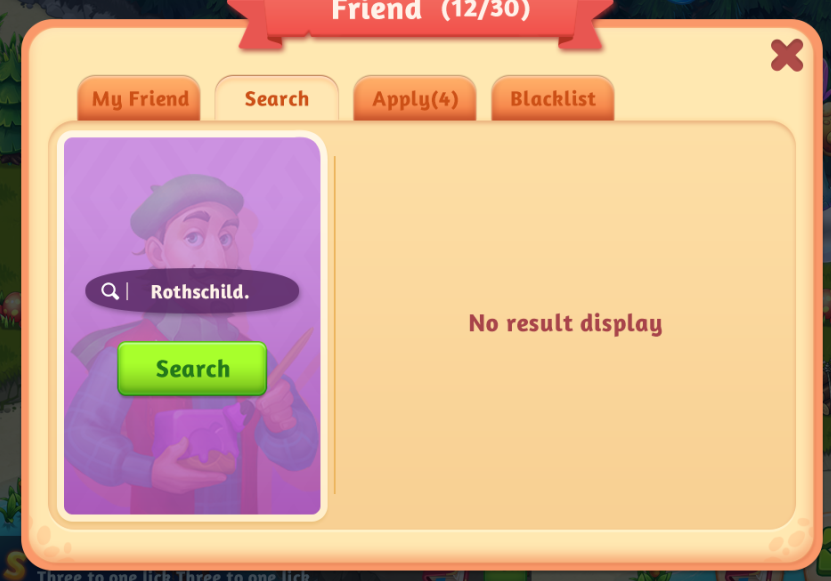 Friend (12/30)
My Friend
Search
Apply(4)
Blacklist
Rothschild.
Search
No result display
Three to one lick Three to one lick